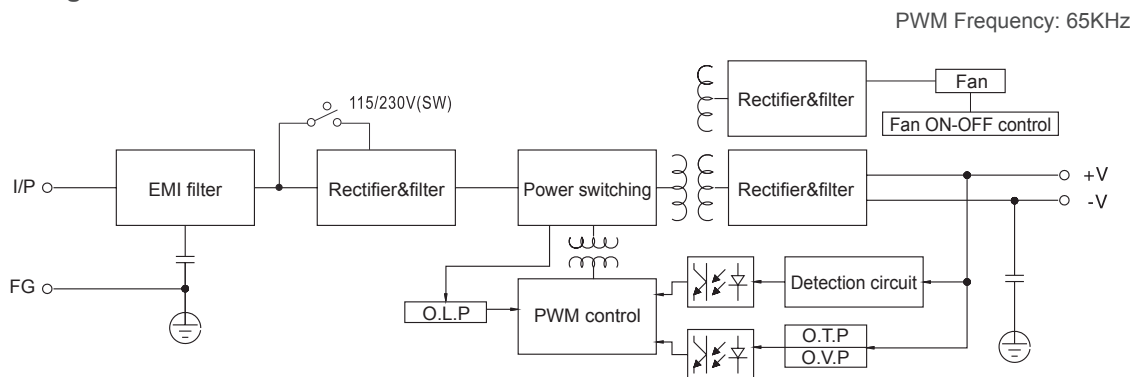 PWM Frequency: 65KHz
115/230V(SW)
Rectifier&filter
Fan
Fan ON-OFF control
I/P
EMI filter
Rectifier&filter
Power switching
Rectifier&filter
+V
-V
FG
O.L.P
PWM control
Detection circuit
O.T.P
O.V.P